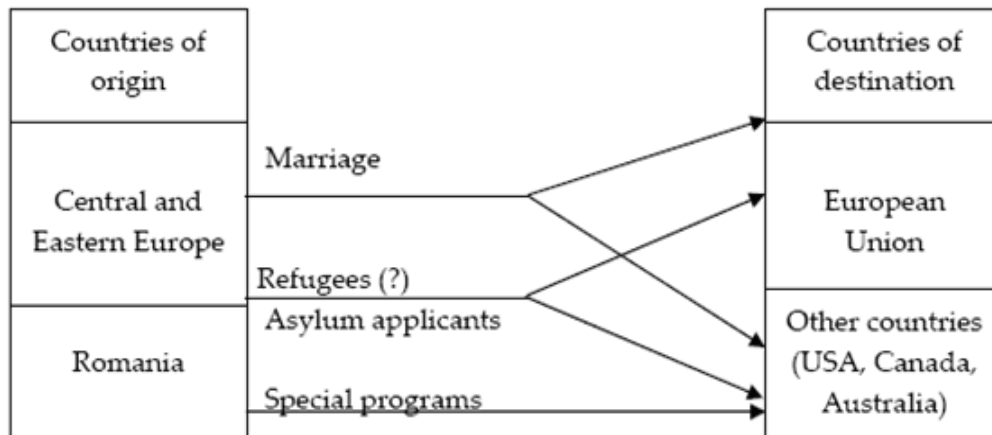 Countries of
origin
Central and
Eastern Europe
Romania
Marriage
Refugees (?)
Asylum applicants
Special programs
Countries of
destination
European
Union
Other countries
(USA, Canada,
Australia)